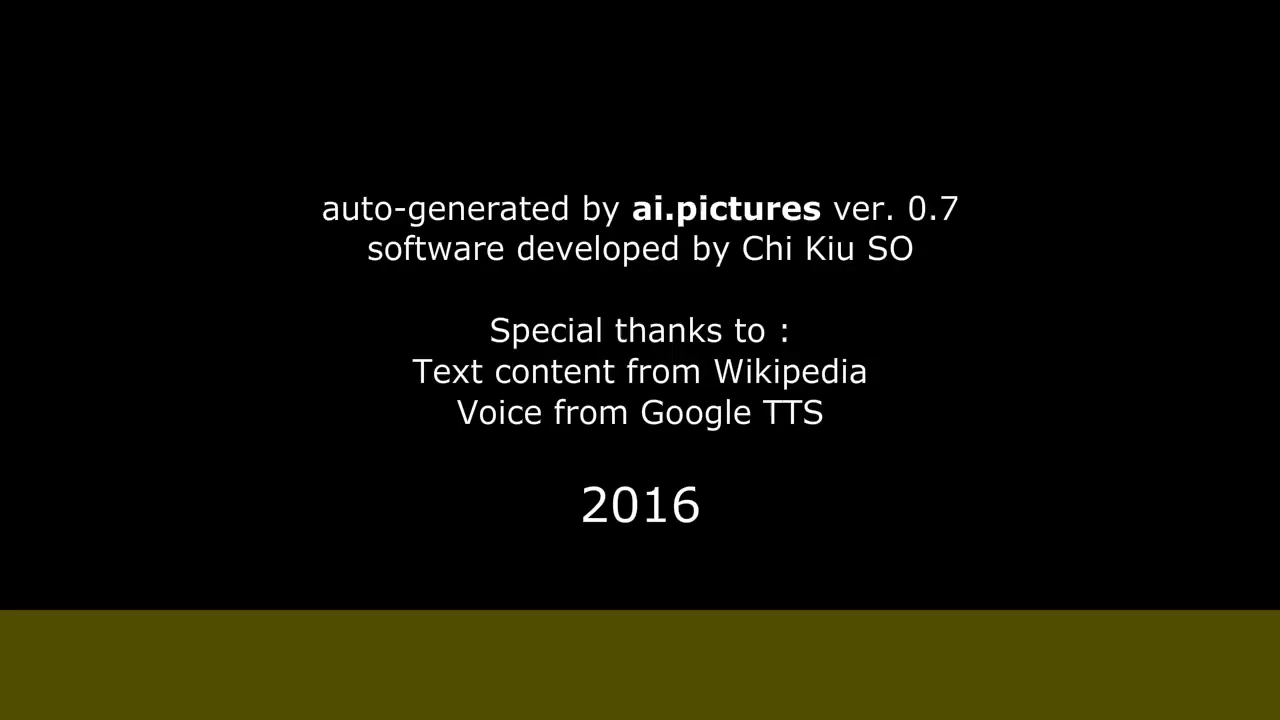 auto-generated by ai.pictures ver. 0.7
software developed by Chi Kiu SO
Special thanks to :
Text content from Wikipedia
Voice from Google TTS
2016